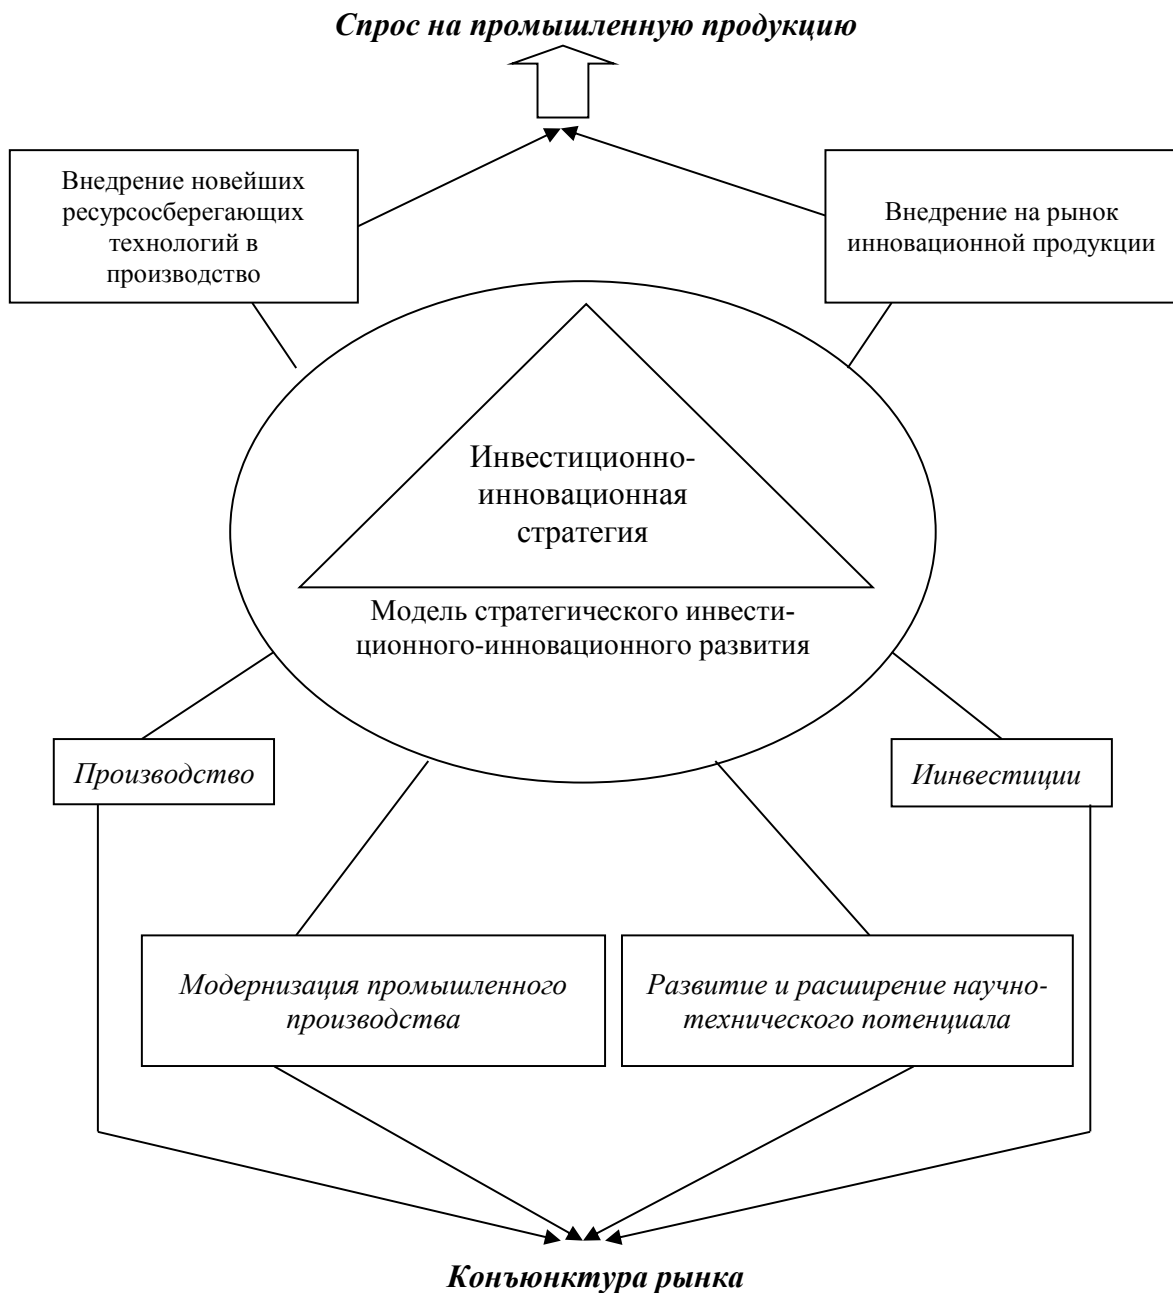 Спрос на промышленную продукцию
Внедрение новейших
ресурсосберегающих
технологий в
производство
Внедрение на рынок
инновационной продукции
Инвестиционно-
инновационная
стратегия
Модель стратегического инвести-
ционного-инновационного развития
Производство
Иинвестиции
Модернизация промышленного
производства
Развитие и расширение научно-
технического потенциала
Конъюнктура рынка